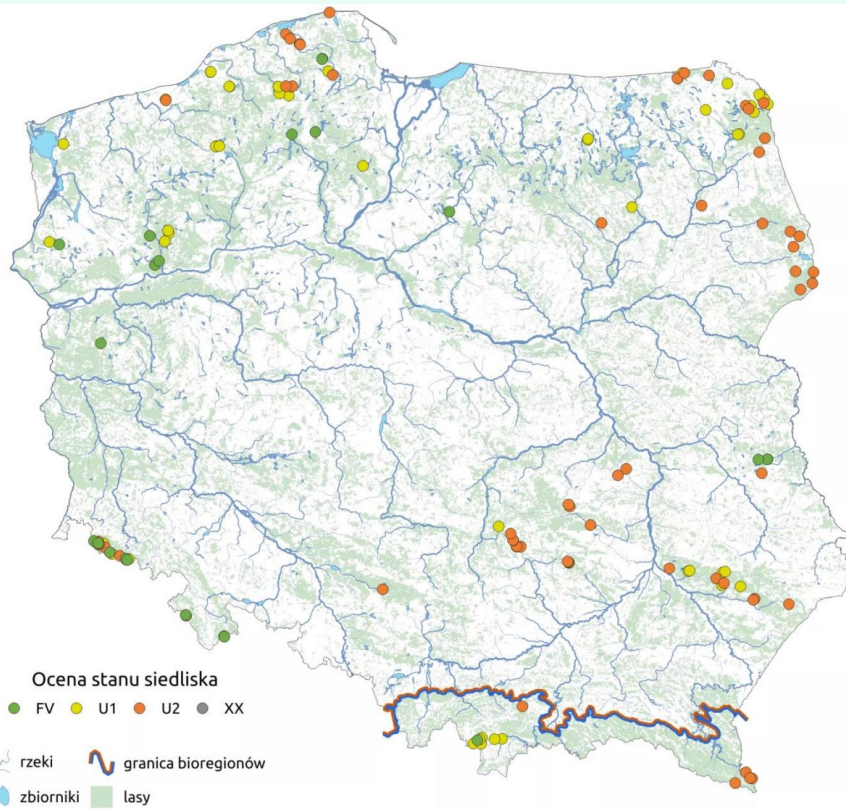 Ocena stanu siedliska
FV U1 U2 XX
rzeki granica bioregionów
zbiorniki lasy